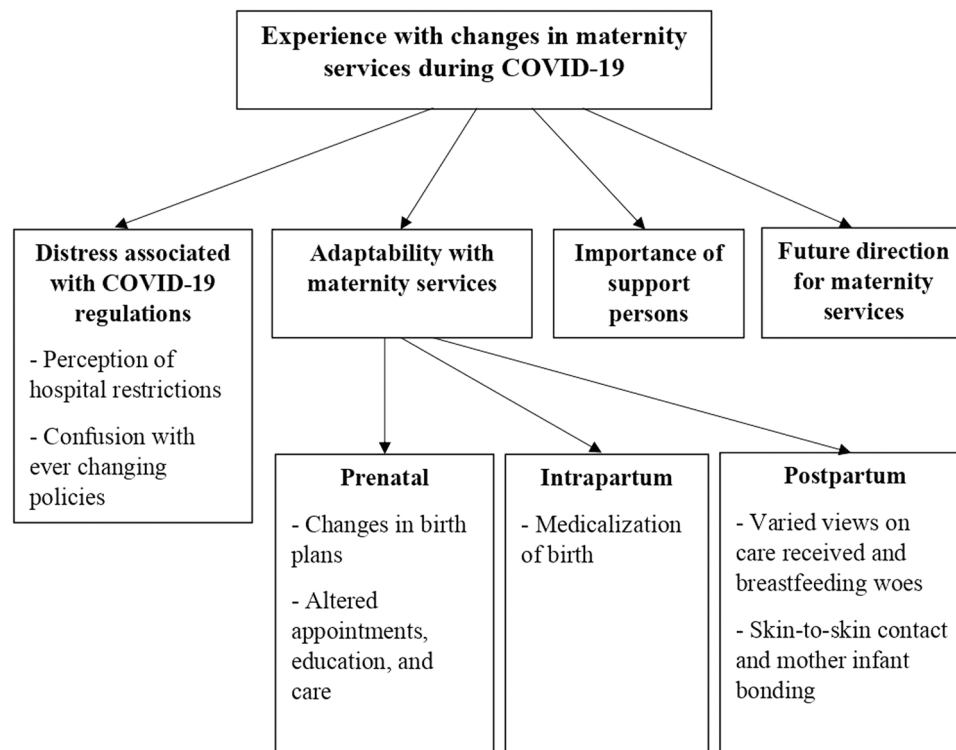 Experience with changes in maternity
services during COVID-19
Distress associated
with COVID-19
regulations
- Perception of
hospital restrictions
- Confusion with
ever changing
policies
Adaptability with
maternity services
Importance of
support
persons
Future direction
for maternity
services
Prenatal
- Changes in birth
plans
- Altered
appointments,
education, and
care
Intrapartum
- Medicalization
of birth
Postpartum
- Varied views on
care received and
breastfeeding woes
- Skin-to-skin contact
and mother infant
bonding